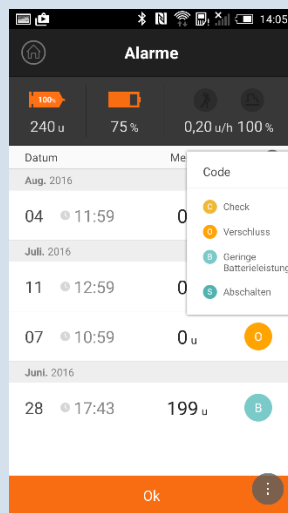 14:05
Alarme
100%
240 u 75 % 0,20 u/h 100 %
Datum Me
Aug. 2016
04 11:59 0
Juli. 2016
11 12:59 0
07 10:59 0 u O
Juni. 2016
28 17:43 199 u B
Code
C Check
O Verschluss
B Geringe
Batterieleistung
S Abschalten
Ok